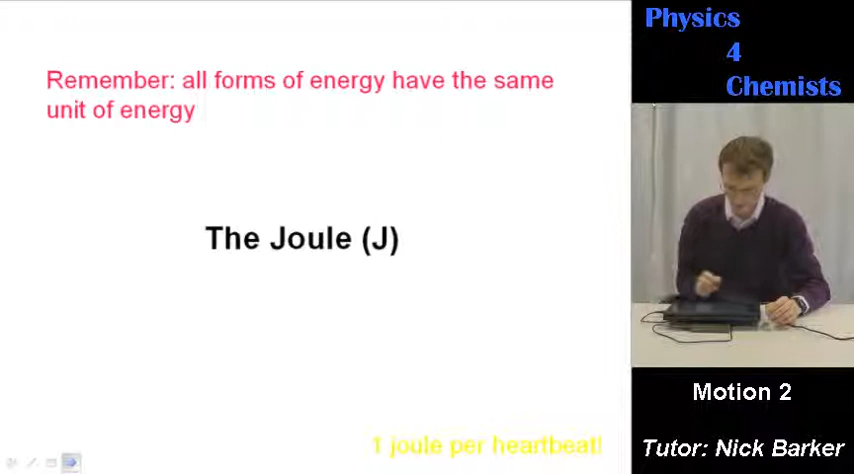 Remember: all forms of energy have the same
unit of energy
The Joule (J)
1 joule per heartbeat!
Physics
4
Chemists
Motion 2
Tutor: Nick Barker